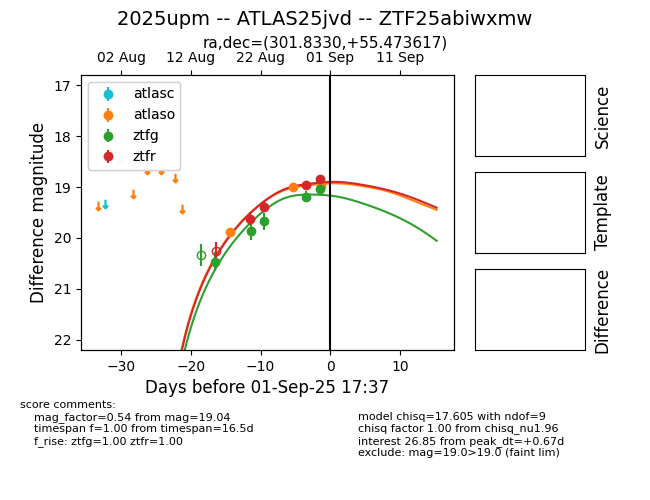 2025upm -- ATLAS25jvd -- ZTF25abiwxmw
ra,dec=(301.8330,+55.473617)
02 Aug 12 Aug 22 Aug 01 Sep 11 Sep
atlasc
atlaso
ztfg
ztfr
17
18
19
20
21
22
Difference magnitude
−30 −20 −10 0 10
Days before 01-Sep-25 17:37
Science
Template
Difference
score comments:
mag_factor=0.54 from mag=19.04
timespan f=1.00 from timespan=16.5d
f_rise: ztfg=1.00 ztfr=1.00
model chisq=17.605 with ndof=9
chisq factor 1.00 from chisq_nu1.96
interest 26.85 from peak_dt=+0.67d
exclude: mag=19.0>19.0 (faint lim)